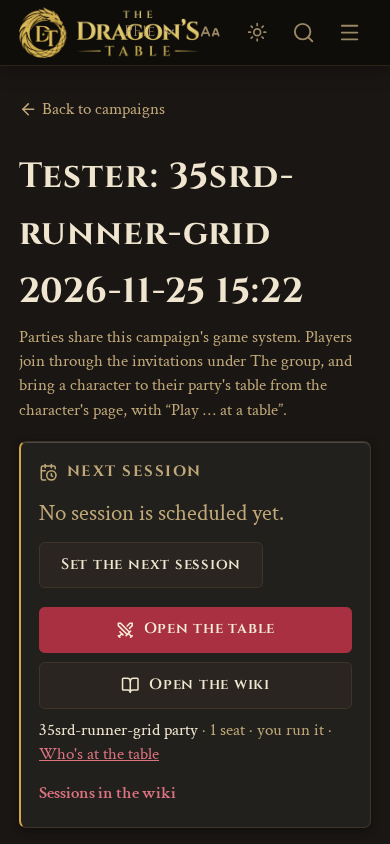 THE
DRAGON'S
TABLE
Aa
Back to campaigns
Tester: 35srd-
runner-grid
2026-11-25 15:22
Parties share this campaign's game system. Players
join through the invitations under The group, and
bring a character to their party's table from the
character's page, with “Play … at a table”.
NEXT SESSION
No session is scheduled yet.
Set the next session
Open the table
Open the wiki
35srd-runner-grid party · 1 seat · you run it ·
Who's at the table
Sessions in the wiki